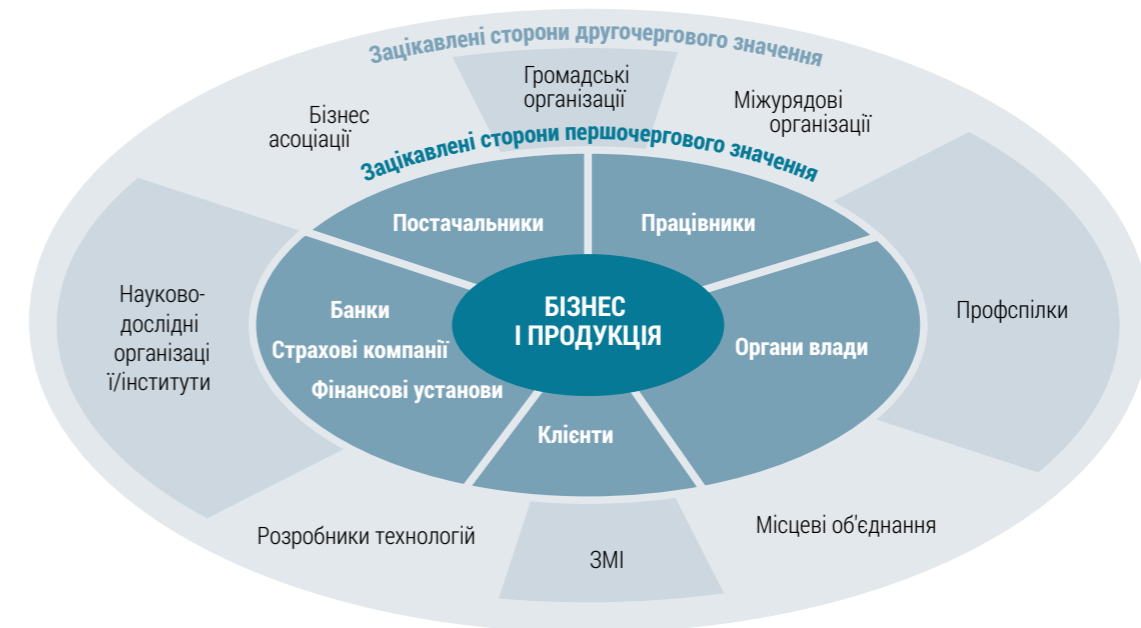 Зацікавлені сторони другочергового значення
Громадські
організації
Бізнес
асоціації
Міжурядові
організації
Зацікавлені сторони першочергового значення
Постачальники
Працівники
Науково-
дослідні
організаці
ї/інститути
Банки
Страхові компанії
Фінансові установи
БІЗНЕС
І ПРОДУКЦІЯ
Органи влади
Профспілки
Клієнти
Розробники технологій
ЗМІ
Місцеві об'єднання